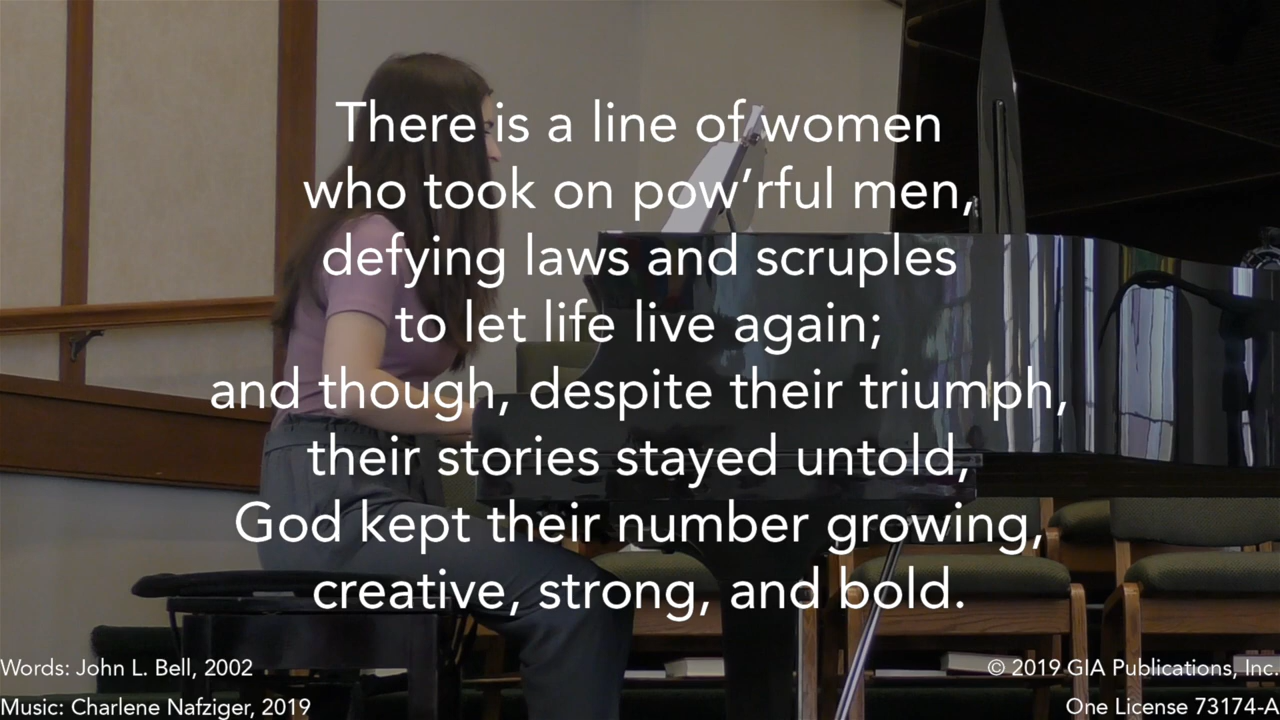 There is a line of women
who took on pow’rful men,
defying laws and scruples
to let life live again;
and though, despite their triumph,
their stories stayed untold,
God kept their number growing,
creative, strong, and bold.
Words: John L. Bell, 2002
Music: Charlene Nafziger, 2019
© 2019 GIA Publications, Inc.
One License 73174-A